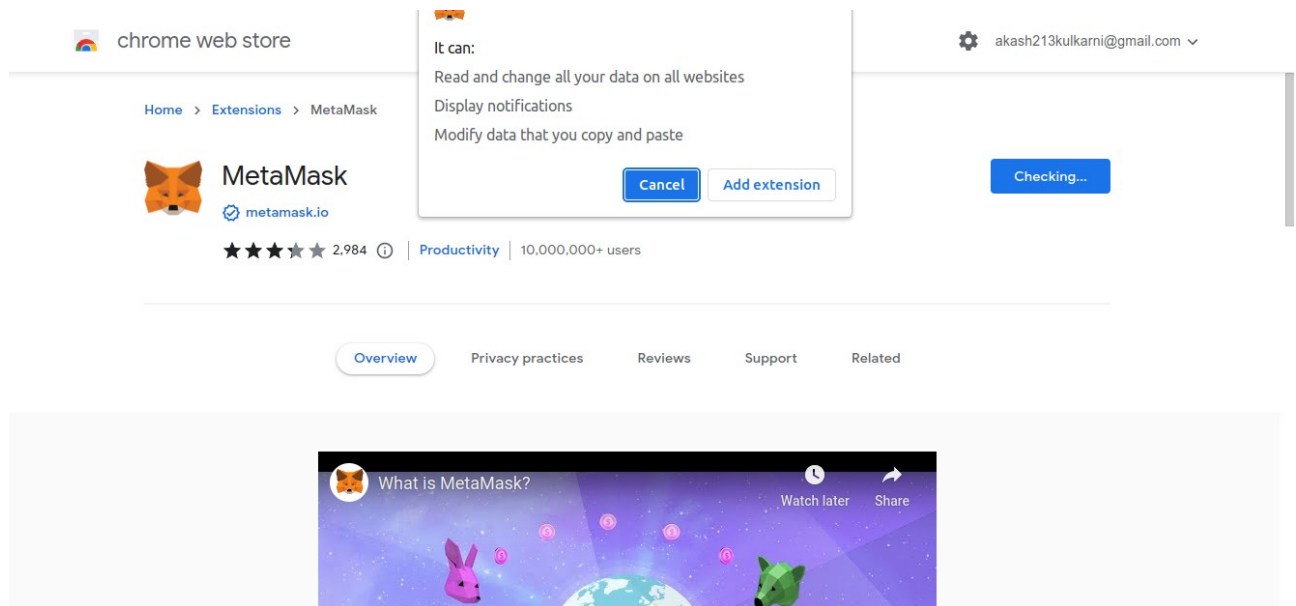 chrome web store
akash213kulkarni@gmail.com
It can:
Read and change all your data on all websites
Display notifications
Modify data that you copy and paste
Cancel
Add extension
Home > Extensions > MetaMask
MetaMask
Checking...
metamask.io
2,984 | Productivity | 10,000,000+ users
Overview Privacy practices Reviews Support Related
What is MetaMask?
Watch later Share